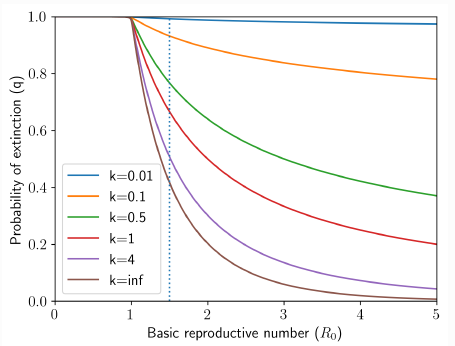 1.0
0.8
0.6
0.4
0.2
0.0
Probability of extinction (q)
k=0.01
k=0.1
k=0.5
k=1
k=4
k=inf
0 1 2 3 4 5
Basic reproductive number (R₀)